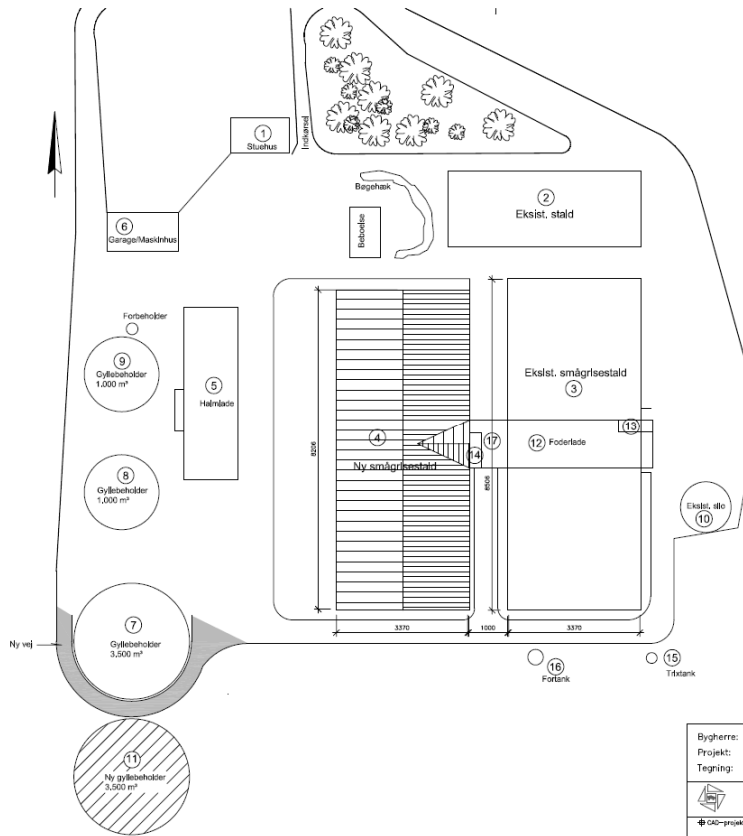 1
Stuehus
Indkørsel
Bøgehæk
2
Eksist. stald
Beboelse
6
Garage/Maskinhus
Forbeholder
9
Gyllebeholder
1.000 m³
5
Halmlade
Eksist. smågrisestald
3
13
4
Ny smågrisestald
14
17
12
Foderlade
8206
8506
8
Gyllebeholder
1,000 m³
Eksist. silo
10
7
Gyllebeholder
3,500 m³
Ny vej
3370
1000
3370
16
Fortank
15
Trixtank
11
Ny gyllebeholder
3,500 m³
Bygherre:
Projekt:
Tegning:
CAD-projekt